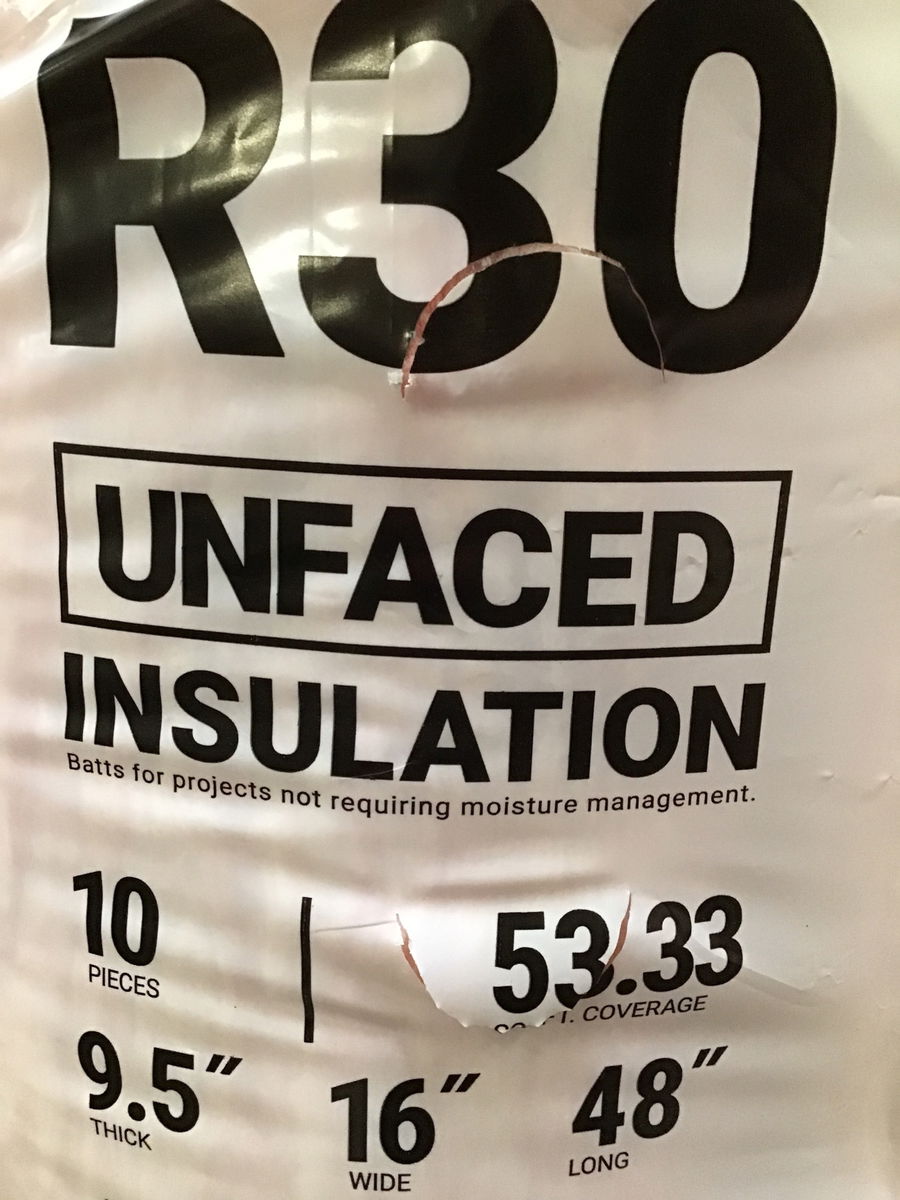 R30
UNFACED
INSULATION
Batts for projects not requiring moisture management.
10 53.33
PIECES COVERAGE
9.5" 16" 48"
THICK WIDE LONG